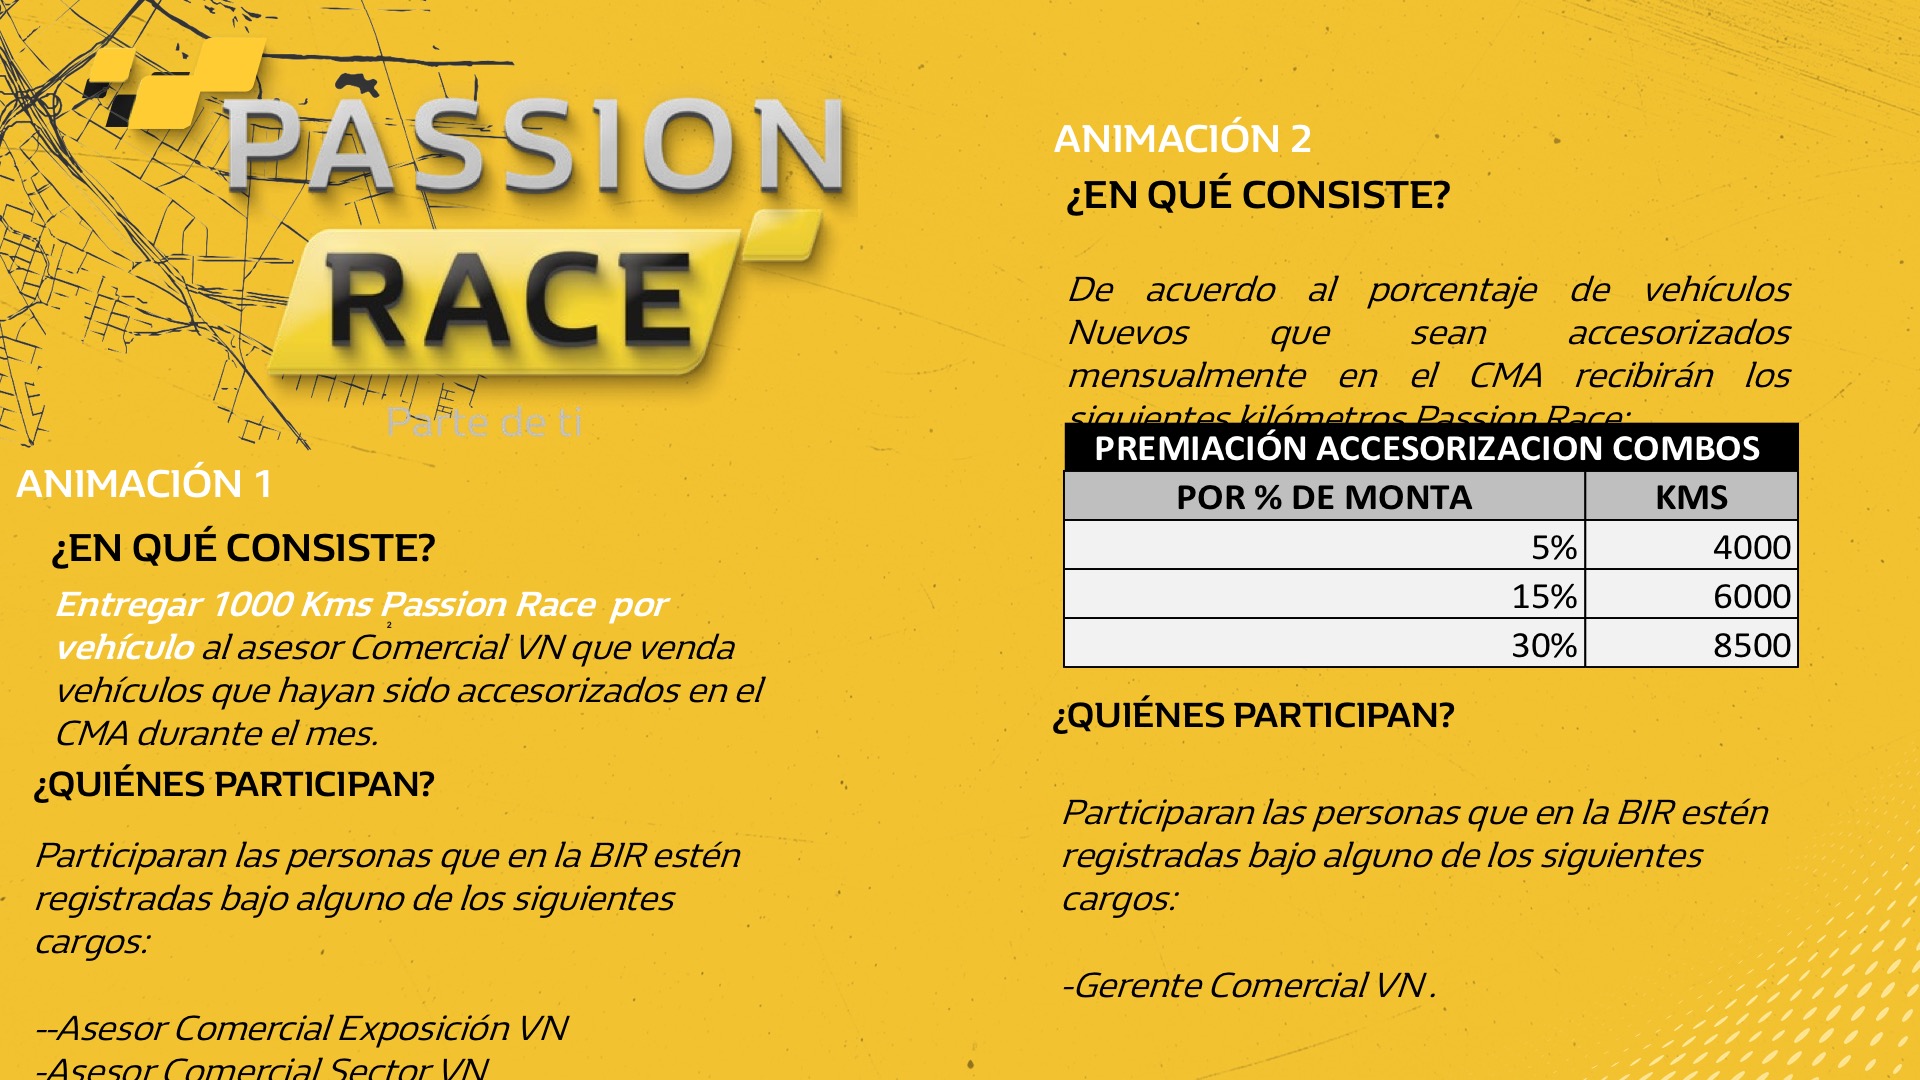 PASSION
RACE
Parte de ti
ANIMACIÓN 1
¿EN QUÉ CONSISTE?
Entregar 1000 Kms Passion Race  por
2
vehículo al asesor Comercial VN que venda
vehículos que hayan sido accesorizados en el
CMA durante el mes.
¿QUIÉNES PARTICIPAN?
Participaran las personas que en la BIR estén
registradas bajo alguno de los siguientes
cargos:
--Asesor Comercial Exposición VN
-Asesor Comercial Sector VN
ANIMACIÓN 2
¿EN QUÉ CONSISTE?
De acuerdo al porcentaje de vehículos
Nuevos que sean accesorizados
mensualmente en el CMA recibirán los
siguientes kilómetros Passion Race:
PREMIACIÓN ACCESORIZACION COMBOS
POR % DE MONTA KMS
5% 4000
15% 6000
30% 8500
¿QUIÉNES PARTICIPAN?
Participaran las personas que en la BIR estén
registradas bajo alguno de los siguientes
cargos:
-Gerente Comercial VN .